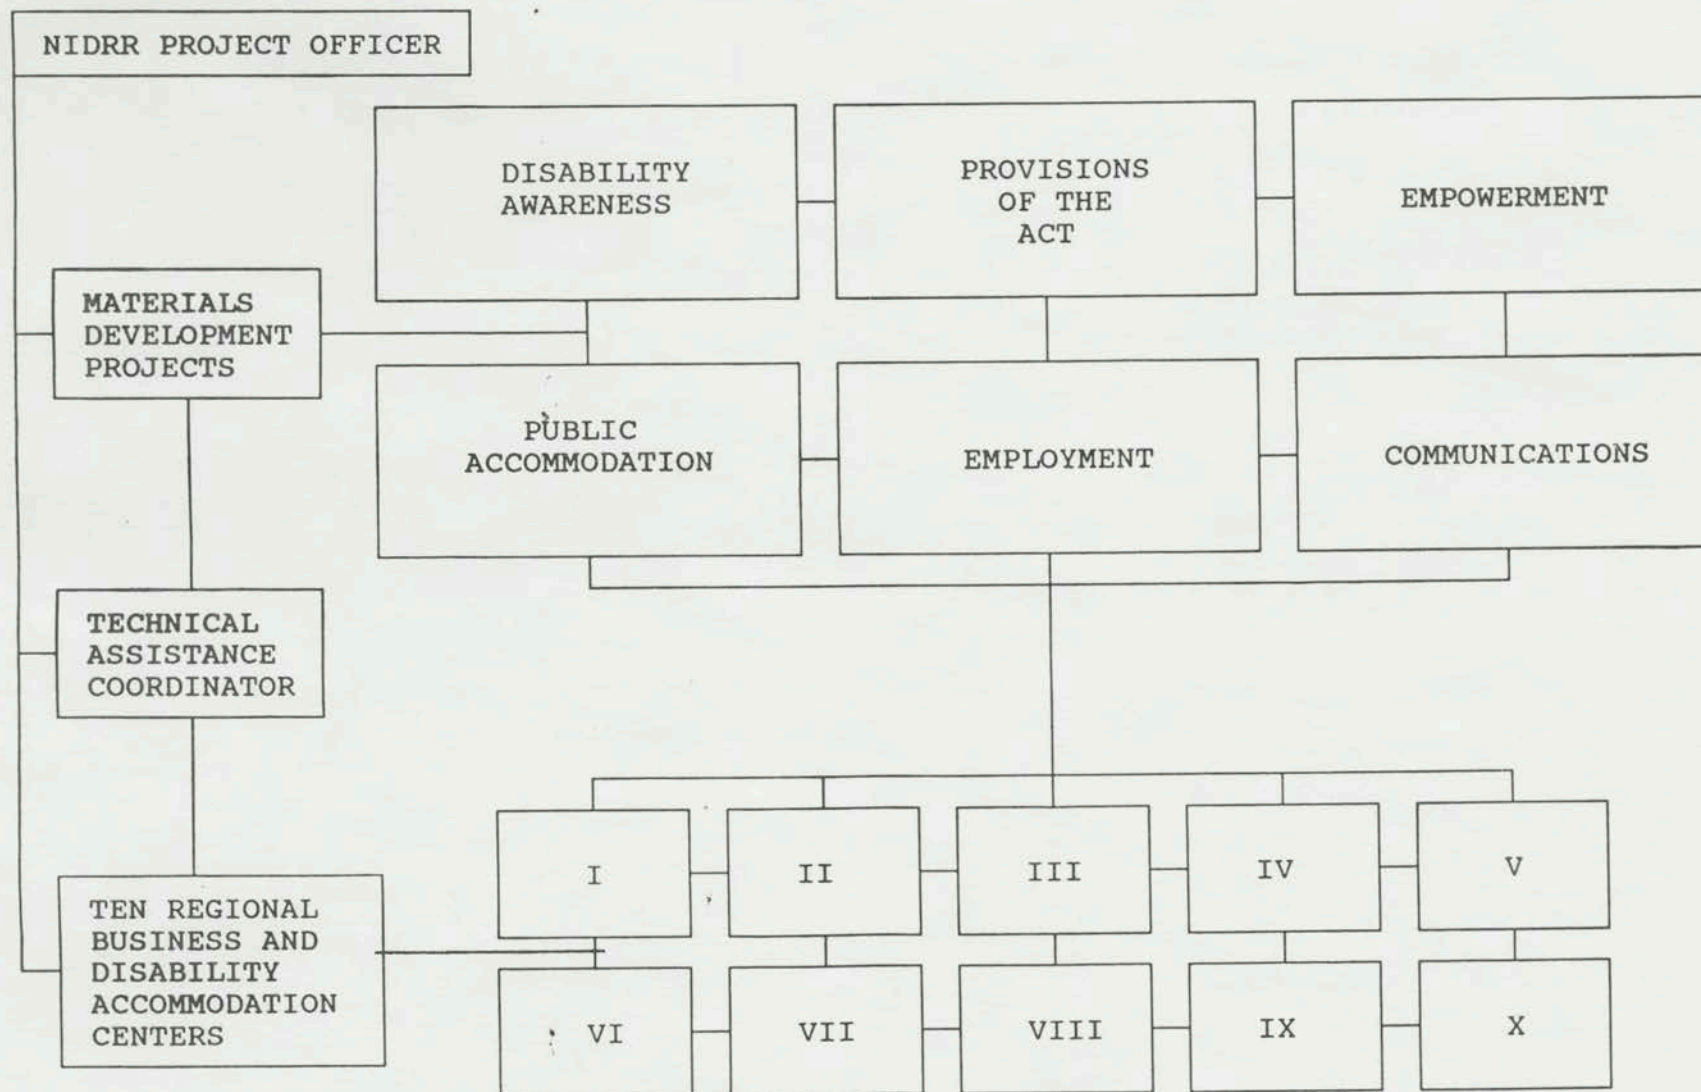 NIDRR PROJECT OFFICER
DISABILITY
AWARENESS
PROVISIONS
OF THE
ACT
EMPOWERMENT
MATERIALS
DEVELOPMENT
PROJECTS
PUBLIC
ACCOMMODATION
EMPLOYMENT
COMMUNICATIONS
TECHNICAL
ASSISTANCE
COORDINATOR
TEN REGIONAL
BUSINESS AND
DISABILITY
ACCOMMODATION
CENTERS
I
II
III
IV
V
VI
VII
VIII
IX
X